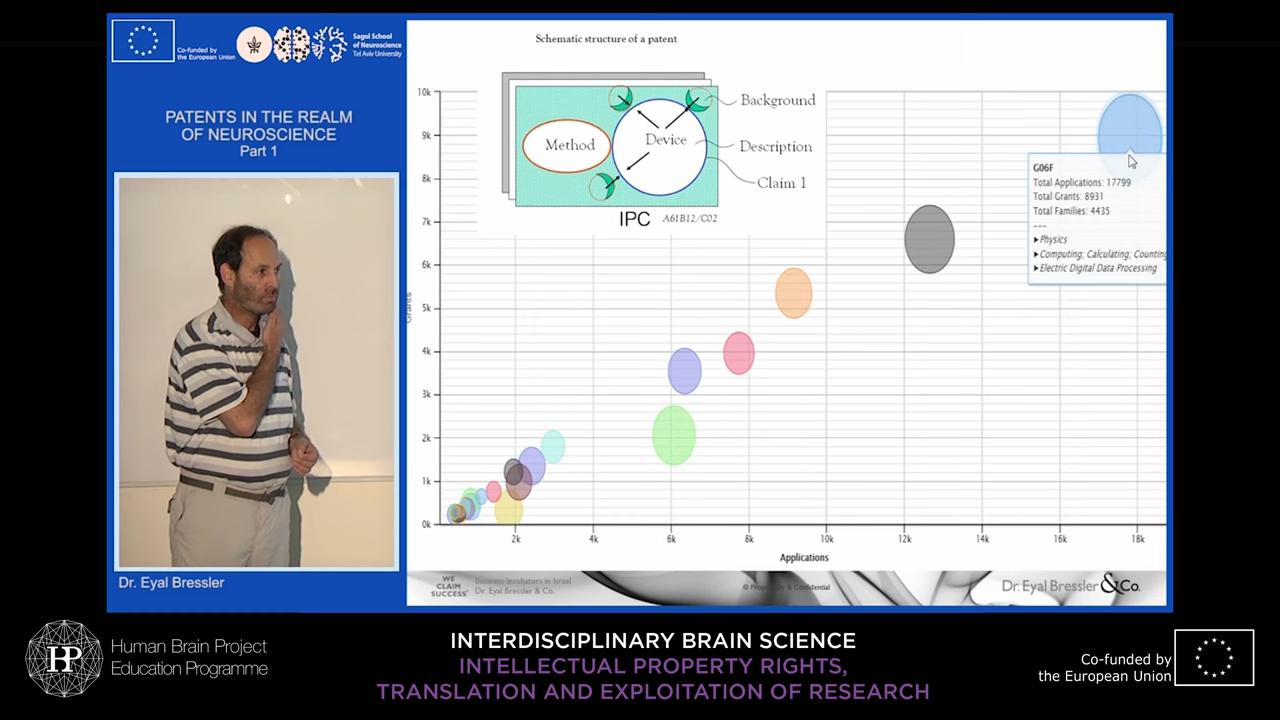 Co-funded by
the European Union
Sagol School
of Neuroscience
Tel Aviv University
PATENTS IN THE REALM
OF NEUROSCIENCE
Part 1
Dr. Eyal Bressler
Schematic structure of a patent
Background
Method
Device
Description
Claim 1
IPC
A61B12/C02
10k
9k
8k
7k
6k
5k
4k
3k
2k
1k
0k
Grants
2k
4k
6k
8k
10k
12k
14k
16k
18k
Applications
G06F
Total Applications: 17799
Total Grants: 8931
Total Families: 4435
---
Physics
Computing; Calculating; Counting
Electric Digital Data Processing
WE
CLAIM
SUCCESS
Business Incubators in Israel
Dr. Eyal Bressler & Co.
& Confidential
Dr. Eyal Bressler &Co.
HBP
Human Brain Project
Education Programme
INTERDISCIPLINARY BRAIN SCIENCE
INTELLECTUAL PROPERTY RIGHTS,
TRANSLATION AND EXPLOITATION OF RESEARCH
Co-funded by
the European Union